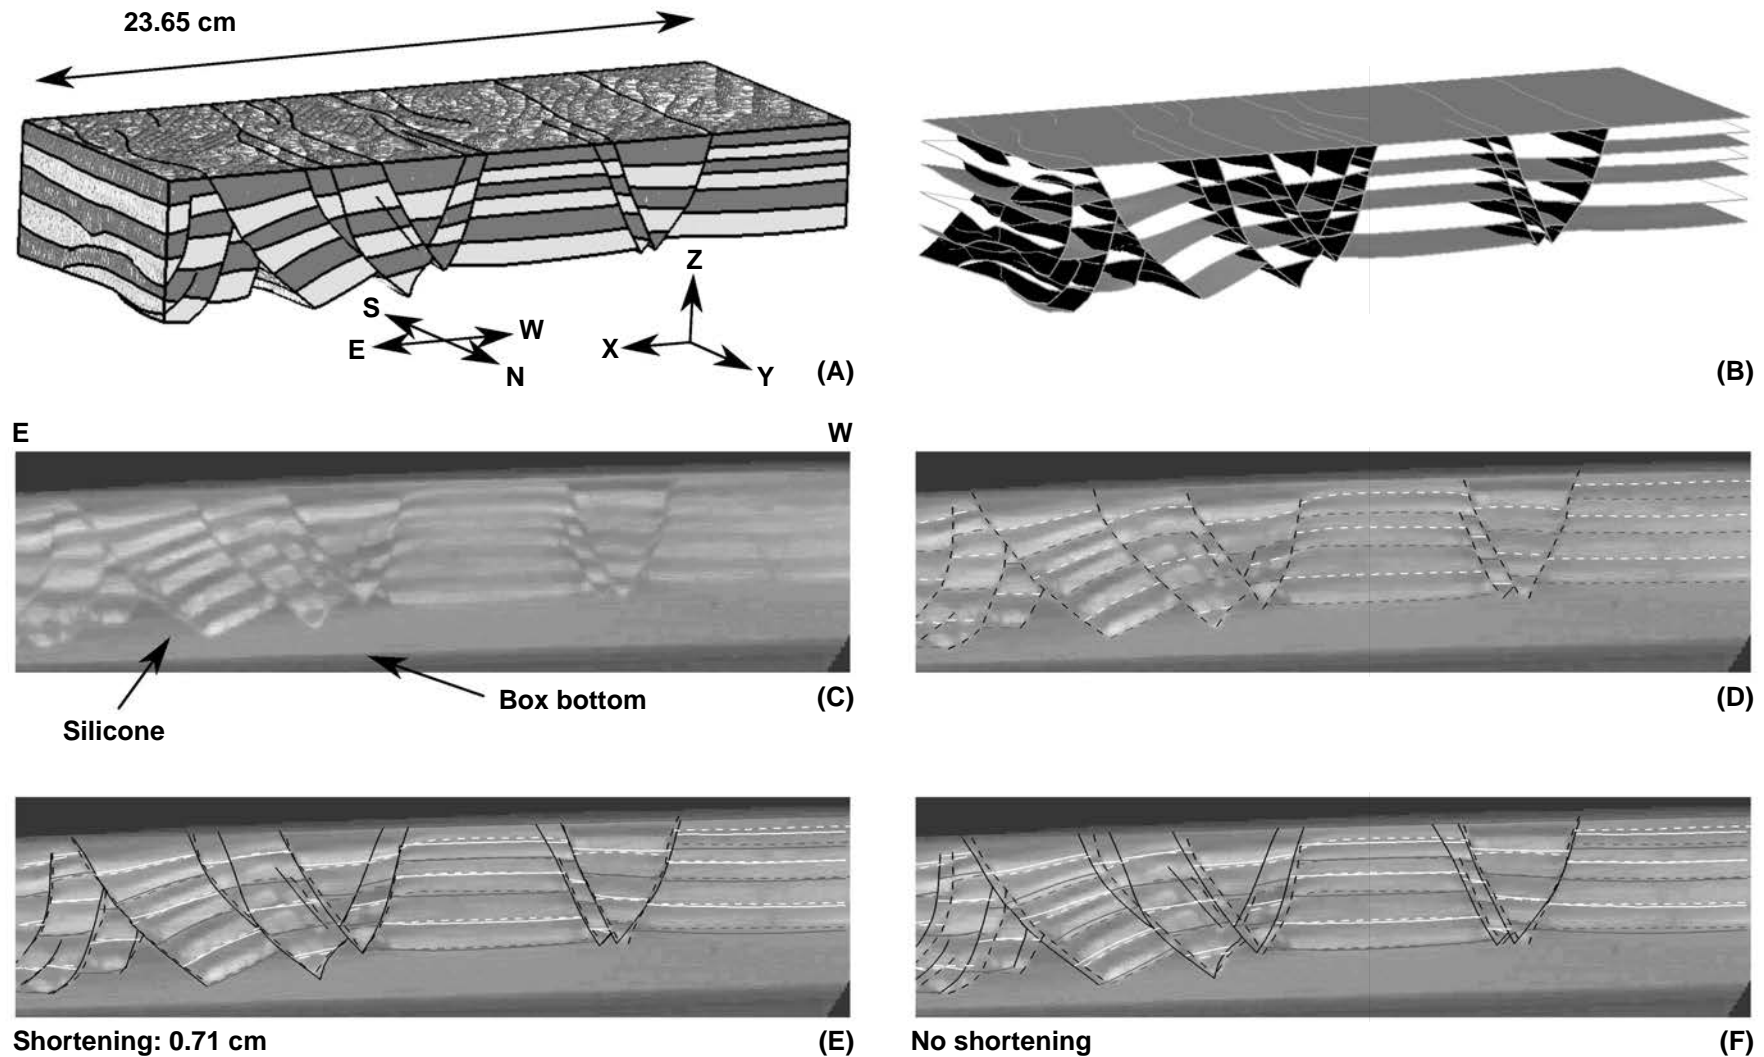 23.65 cm
S
E
W
N
Z
X
Y
(A)
(B)
E
W
Silicone
Box bottom
(C)
(D)
Shortening: 0.71 cm
(E)
No shortening
(F)